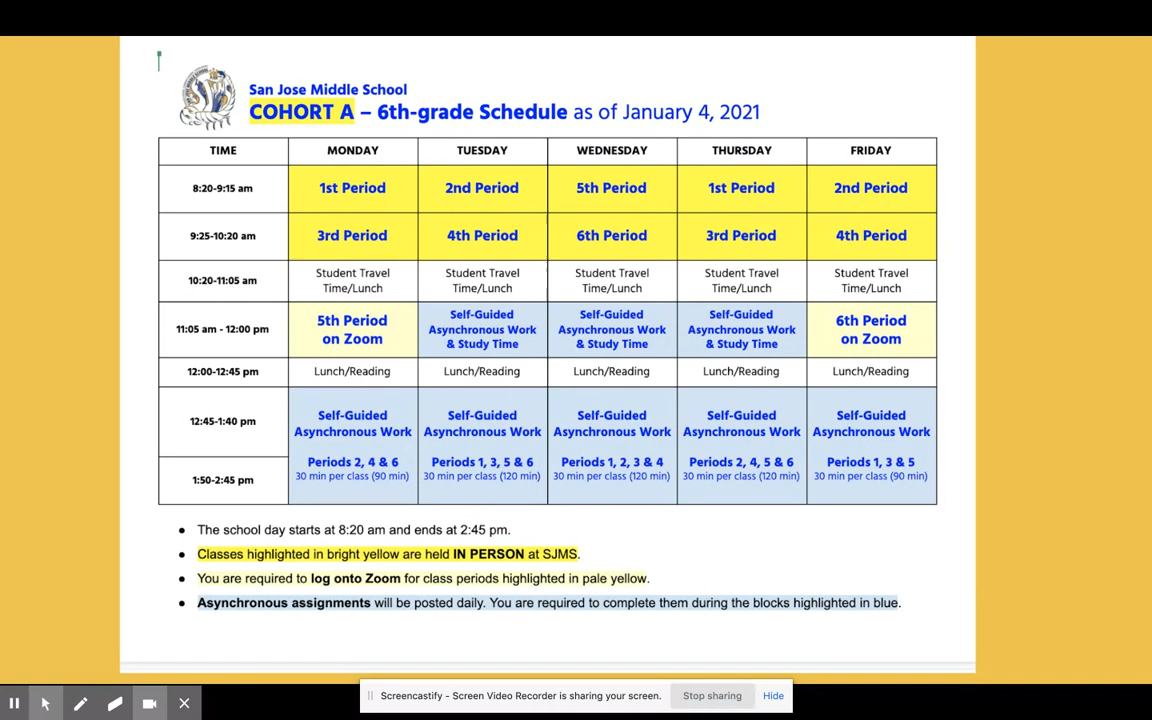 San Jose Middle School
COHORT A – 6th-grade Schedule as of January 4, 2021
TIME MONDAY TUESDAY WEDNESDAY THURSDAY FRIDAY
8:20-9:15 am 1st Period 2nd Period 5th Period 1st Period 2nd Period
9:25-10:20 am 3rd Period 4th Period 6th Period 3rd Period 4th Period
10:20-11:05 am Student Travel Student Travel Student Travel Student Travel Student Travel
Time/Lunch Time/Lunch Time/Lunch Time/Lunch Time/Lunch
11:05 am - 12:00 pm 5th Period Self-Guided Self-Guided Self-Guided 6th Period
on Zoom Asynchronous Work Asynchronous Work Asynchronous Work on Zoom
& Study Time & Study Time & Study Time
12:00-12:45 pm Lunch/Reading Lunch/Reading Lunch/Reading Lunch/Reading Lunch/Reading
12:45-1:40 pm Self-Guided Self-Guided Self-Guided Self-Guided Self-Guided
Asynchronous Work Asynchronous Work Asynchronous Work Asynchronous Work Asynchronous Work
Periods 2, 4 & 6 Periods 1, 3, 5 & 6 Periods 1, 2, 3 & 4 Periods 2, 4, 5 & 6 Periods 1, 3 & 5
1:50-2:45 pm 30 min per class (90 min) 30 min per class (120 min) 30 min per class (120 min) 30 min per class (120 min) 30 min per class (90 min)
● The school day starts at 8:20 am and ends at 2:45 pm.
● Classes highlighted in bright yellow are held IN PERSON at SJMS.
● You are required to log onto Zoom for class periods highlighted in pale yellow.
● Asynchronous assignments will be posted daily. You are required to complete them during the blocks highlighted in blue.
Screencastify - Screen Video Recorder is sharing your screen. Stop sharing Hide